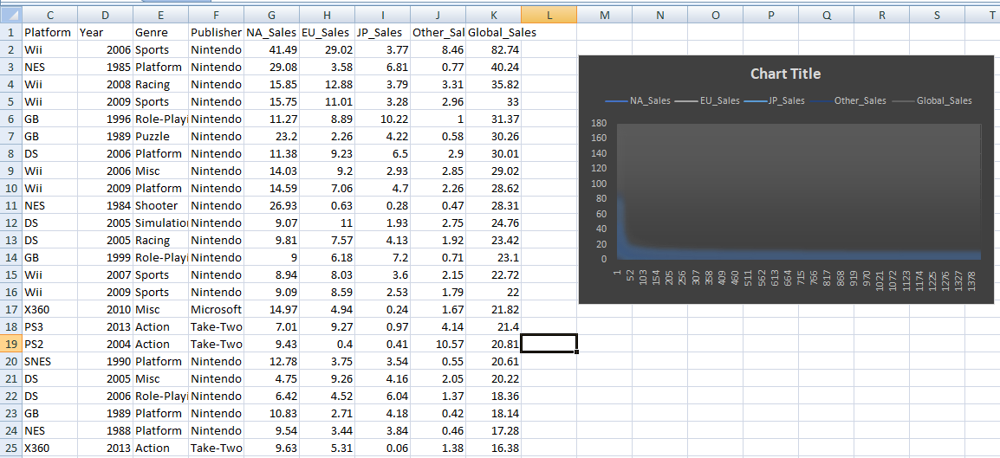 C D E F G H I J K L M N O P Q R S T
1 Platform Year Genre Publisher NA_Sales EU_Sales JP_Sales Other_Sal Global_Sales
2 Wii 2006 Sports Nintendo 41.49 29.02 3.77 8.46 82.74
3 NES 1985 Platform Nintendo 29.08 3.58 6.81 0.77 40.24
4 Wii 2008 Racing Nintendo 15.85 12.88 3.79 3.31 35.82
5 Wii 2009 Sports Nintendo 15.75 11.01 3.28 2.96 33
6 GB 1996 Role-Playi Nintendo 11.27 8.89 10.22 1 31.37
7 GB 1989 Puzzle Nintendo 23.2 2.26 4.22 0.58 30.26
8 DS 2006 Platform Nintendo 11.38 9.23 6.5 2.9 30.01
9 Wii 2006 Misc Nintendo 14.03 9.2 2.93 2.85 29.02
10 Wii 2009 Platform Nintendo 14.59 7.06 4.7 2.26 28.62
11 NES 1984 Shooter Nintendo 26.93 0.63 0.28 0.47 28.31
12 DS 2005 Simulation Nintendo 9.07 11 1.93 2.75 24.76
13 DS 2005 Racing Nintendo 9.81 7.57 4.13 1.92 23.42
14 GB 1999 Role-Playi Nintendo 9 6.18 7.2 0.71 23.1
15 Wii 2007 Sports Nintendo 8.94 8.03 3.6 2.15 22.72
16 Wii 2009 Sports Nintendo 9.09 8.59 2.53 1.79 22
17 X360 2010 Misc Microsoft 14.97 4.94 0.24 1.67 21.82
18 PS3 2013 Action Take-Two 7.01 9.27 0.97 4.14 21.4
19 PS2 2004 Action Take-Two 9.43 0.4 0.41 10.57 20.81
20 SNES 1990 Platform Nintendo 12.78 3.75 3.54 0.55 20.61
21 DS 2005 Misc Nintendo 4.75 9.26 4.16 2.05 20.22
22 DS 2006 Role-Playi Nintendo 6.42 4.52 6.04 1.37 18.36
23 GB 1989 Platform Nintendo 10.83 2.71 4.18 0.42 18.14
24 NES 1988 Platform Nintendo 9.54 3.44 3.84 0.46 17.28
25 X360 2013 Action Take-Two 9.63 5.31 0.06 1.38 16.38
Chart Title
NA_Sales EU_Sales JP_Sales Other_Sales Global_Sales
180
160
140
120
100
80
60
40
20
0
1 52 103 154 205 256 307 358 409 460 511 562 613 664 715 766 817 868 919 970 1021 1072 1123 1174 1225 1276 1327 1378